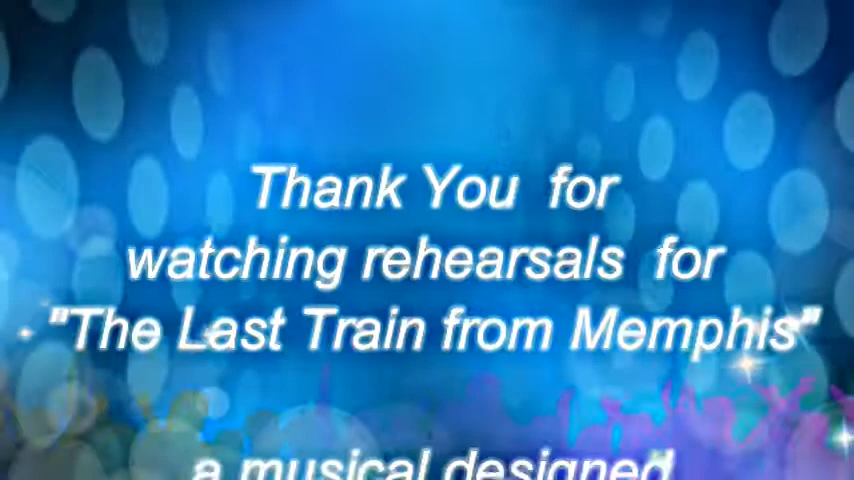 Thank You for
watching rehearsals for
"The Last Train from Memphis"
a musical designed